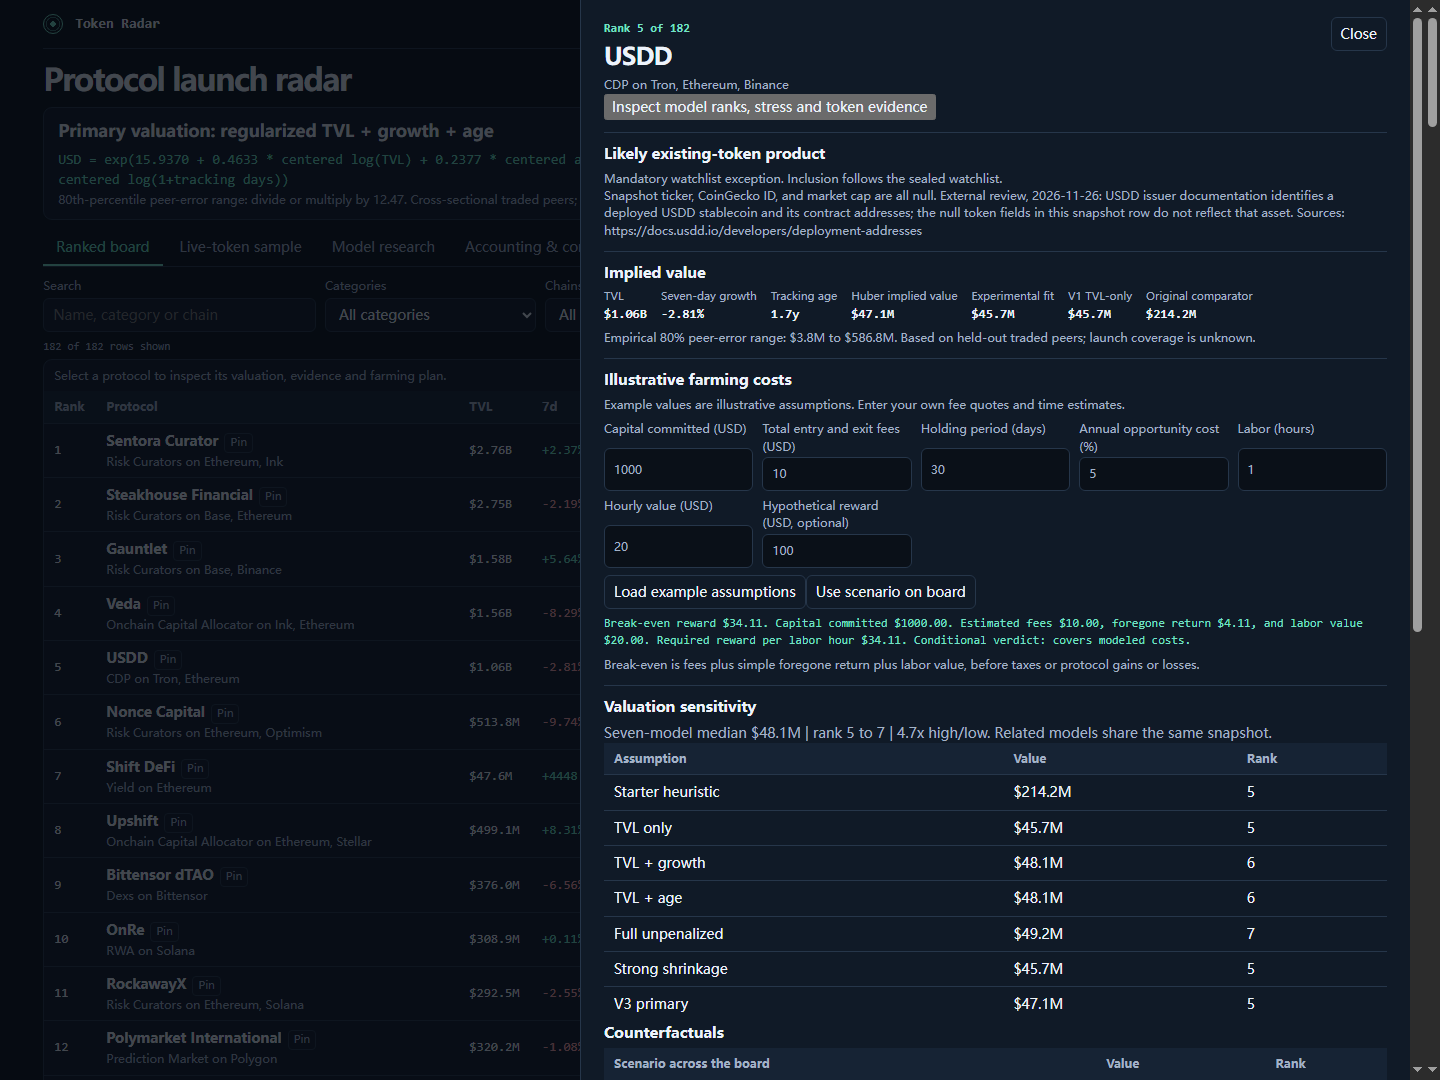 Token Radar
Protocol launch radar
Primary valuation: regularized TVL + growth + age
USD = exp(15.9370 + 0.4633 * centered log(TVL) + 0.2377 * centered a
centered log(1+tracking days))
80th-percentile peer-error range: divide or multiply by 12.47. Cross-sectional traded peers;
Ranked board
Live-token sample
Model research
Accounting & co
Search
Categories
Chains
Name, category or chain
All categories
All
182 of 182 rows shown
Select a protocol to inspect its valuation, evidence and farming plan.
Rank Protocol TVL 7d
1 Sentora Curator Pin $2.76B +2.37%
Risk Curators on Ethereum, Ink
2 Steakhouse Financial Pin $2.75B -2.19%
Risk Curators on Base, Ethereum
3 Gauntlet Pin $1.58B +5.64%
Risk Curators on Base, Binance
4 Veda Pin $1.56B -8.29%
Onchain Capital Allocator on Ink, Ethereum
5 USDD Pin $1.06B -2.81%
CDP on Tron, Ethereum
6 Nonce Capital Pin $513.8M -9.74%
Risk Curators on Ethereum, Optimism
7 Shift DeFi Pin $47.6M +4448
Yield on Ethereum
8 Upshift Pin $499.1M +8.31%
Onchain Capital Allocator on Ethereum, Stellar
9 Bittensor dTAO Pin $376.0M -6.56%
Dexs on Bittensor
10 OnRe Pin $308.9M +0.11%
RWA on Solana
11 RockawayX Pin $292.5M -2.55%
Risk Curators on Ethereum, Solana
12 Polymarket International Pin $320.2M -1.08%
Prediction Market on Polygon
Rank 5 of 182
Close
USDD
CDP on Tron, Ethereum, Binance
Inspect model ranks, stress and token evidence
Likely existing-token product
Mandatory watchlist exception. Inclusion follows the sealed watchlist.
Snapshot ticker, CoinGecko ID, and market cap are all null. External review, 2026-11-26: USDD issuer documentation identifies a
deployed USDD stablecoin and its contract addresses; the null token fields in this snapshot row do not reflect that asset. Sources:
https://docs.usdd.io/developers/deployment-addresses
Implied value
TVL Seven-day growth Tracking age Huber implied value Experimental fit V1 TVL-only Original comparator
$1.06B -2.81% 1.7y $47.1M $45.7M $45.7M $214.2M
Empirical 80% peer-error range: $3.8M to $586.8M. Based on held-out traded peers; launch coverage is unknown.
Illustrative farming costs
Example values are illustrative assumptions. Enter your own fee quotes and time estimates.
Capital committed (USD)
Total entry and exit fees
(USD)
Holding period (days)
Annual opportunity cost
(%)
Labor (hours)
1000
10
30
5
1
Hourly value (USD)
Hypothetical reward
(USD, optional)
20
100
Load example assumptions
Use scenario on board
Break-even reward $34.11. Capital committed $1000.00. Estimated fees $10.00, foregone return $4.11, and labor value
$20.00. Required reward per labor hour $34.11. Conditional verdict: covers modeled costs.
Break-even is fees plus simple foregone return plus labor value, before taxes or protocol gains or losses.
Valuation sensitivity
Seven-model median $48.1M | rank 5 to 7 | 4.7x high/low. Related models share the same snapshot.
Assumption Value Rank
Starter heuristic $214.2M 5
TVL only $45.7M 5
TVL + growth $48.1M 6
TVL + age $48.1M 6
Full unpenalized $49.2M 7
Strong shrinkage $45.7M 5
V3 primary $47.1M 5
Counterfactuals
Scenario across the board Value Rank